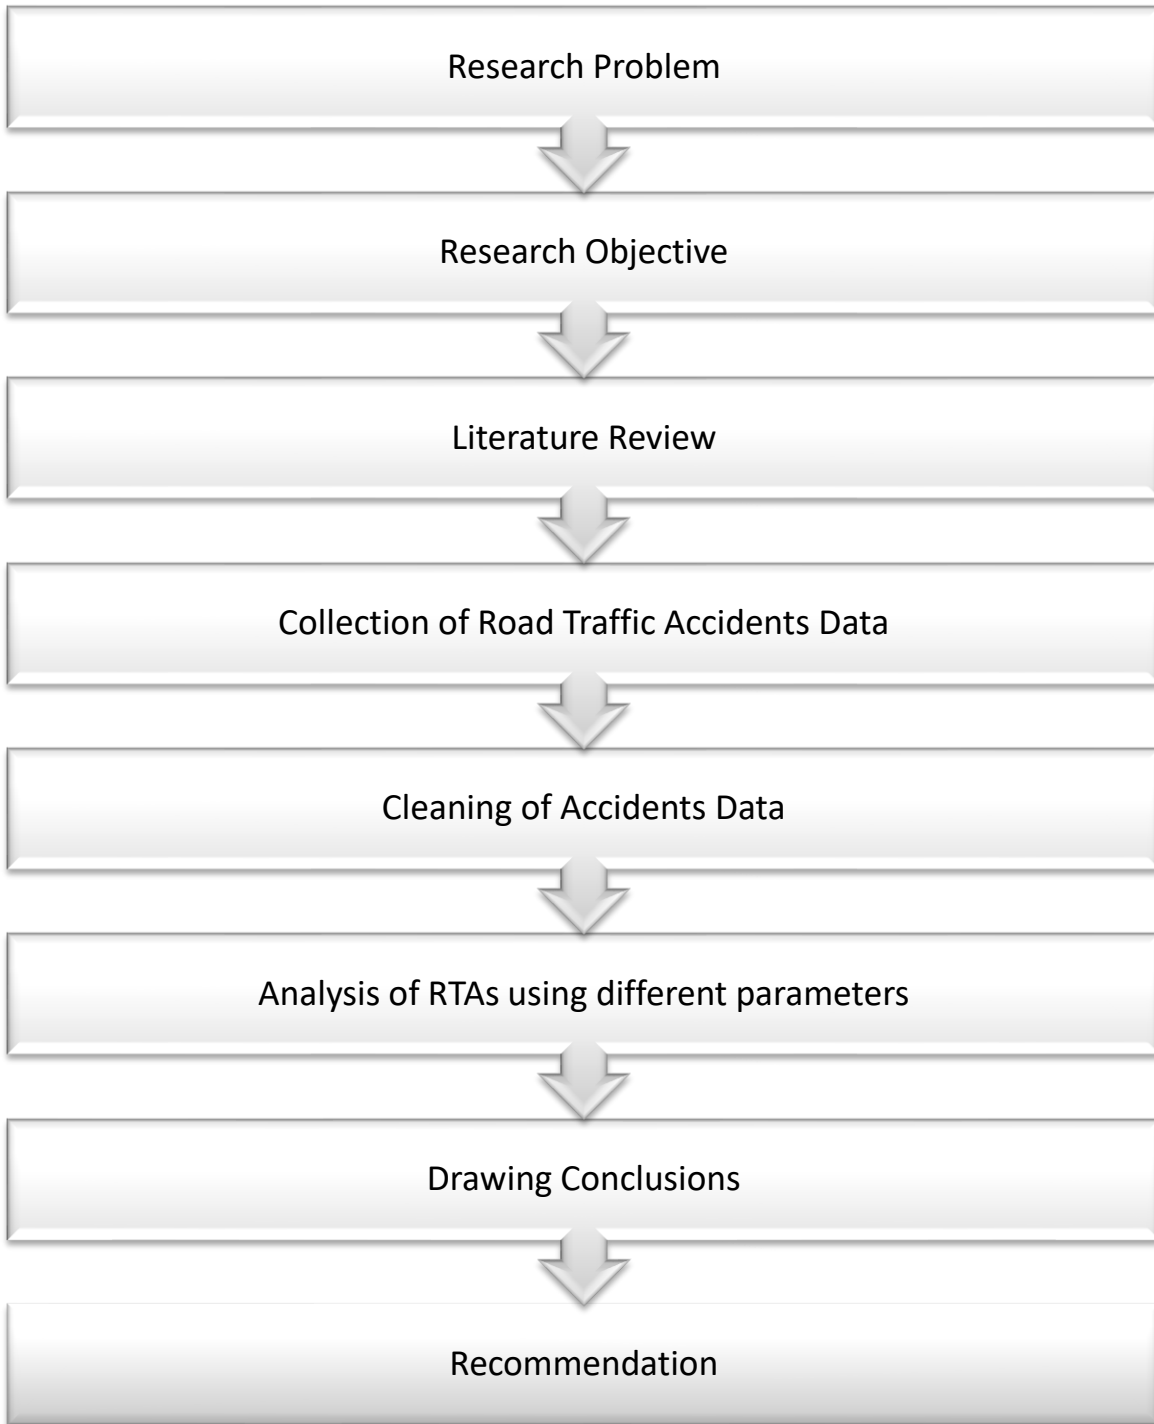 Research Problem
Research Objective
Literature Review
Collection of Road Traffic Accidents Data
Cleaning of Accidents Data
Analysis of RTAs using different parameters
Drawing Conclusions
Recommendation